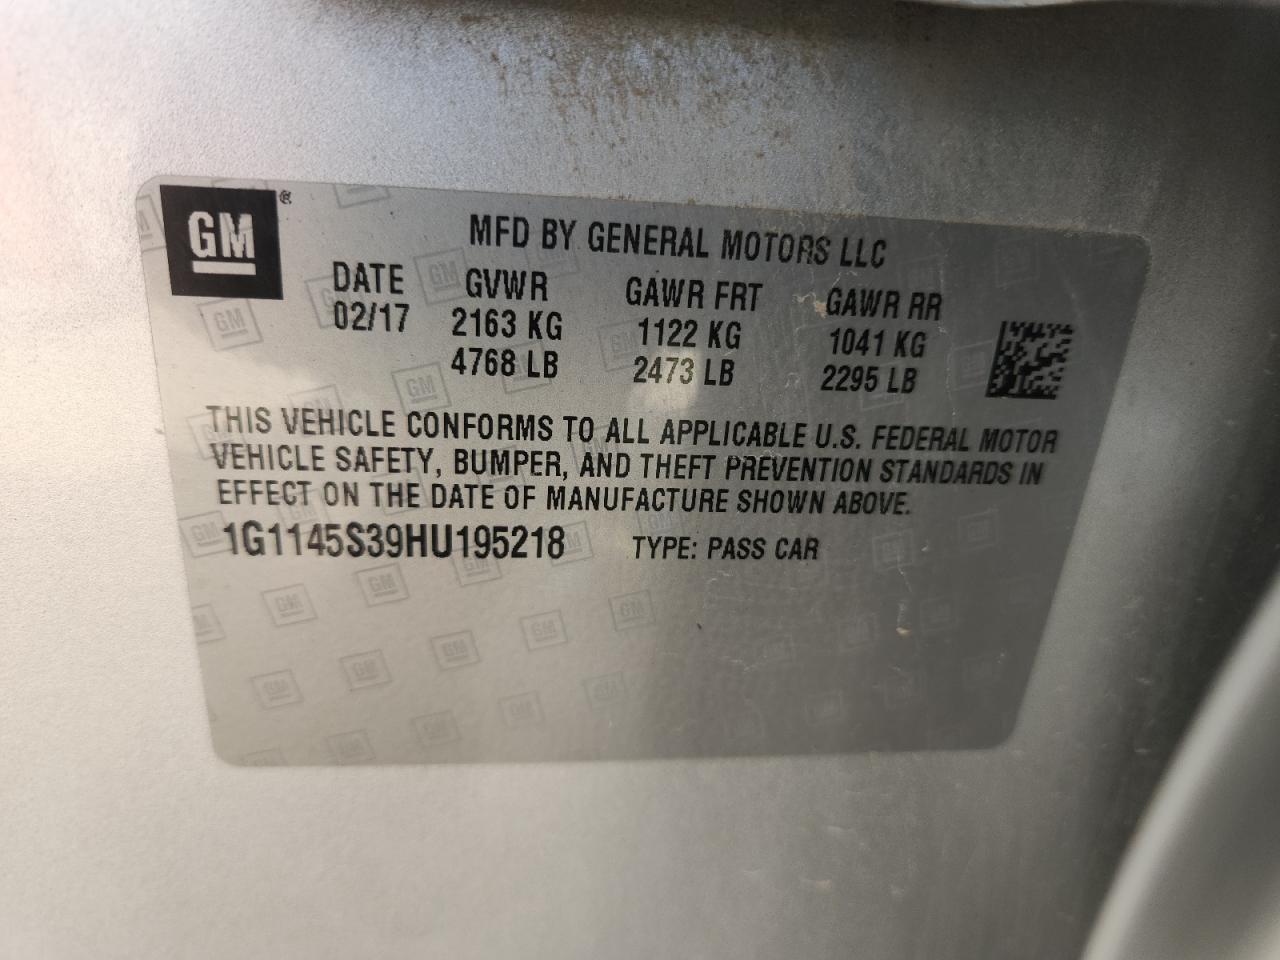 GM®
MFD BY GENERAL MOTORS LLC
DATE GVWR GAWR FRT GAWR RR
02/17 2163 KG 1122 KG 1041 KG
4768 LB 2473 LB 2295 LB
THIS VEHICLE CONFORMS TO ALL APPLICABLE U.S. FEDERAL MOTOR
VEHICLE SAFETY, BUMPER, AND THEFT PREVENTION STANDARDS IN
EFFECT ON THE DATE OF MANUFACTURE SHOWN ABOVE.
1G1145S39HU195218 TYPE: PASS CAR